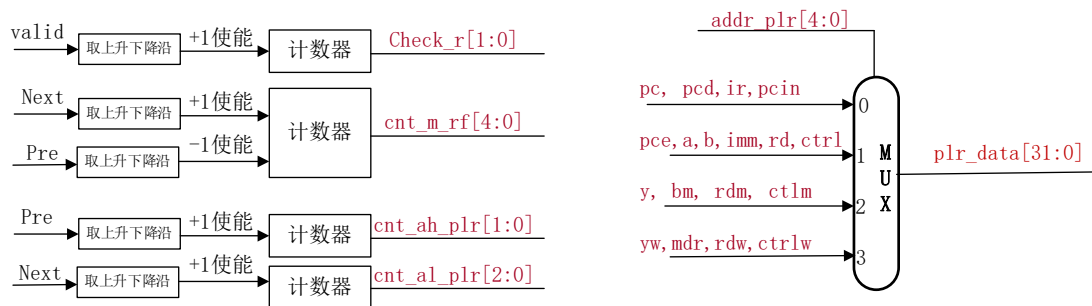 valid 取上升下降沿 +1使能 计数器 Check_r[1:0]
Next 取上升下降沿 +1使能
计数器 cnt_m_rf[4:0]
Pre 取上升下降沿 -1使能
Pre 取上升下降沿 +1使能 计数器 cnt_ah_plr[1:0]
Next 取上升下降沿 +1使能 计数器 cnt_al_plr[2:0]
addr_plr[4:0]
pc, pcd,ir,pcin 0
pce,a,b,imm,rd,ctrl 1
y, bm, rdm, ctlm 2
yw,mdr,rdw,ctrlw 3
MUX
plr_data[31:0]